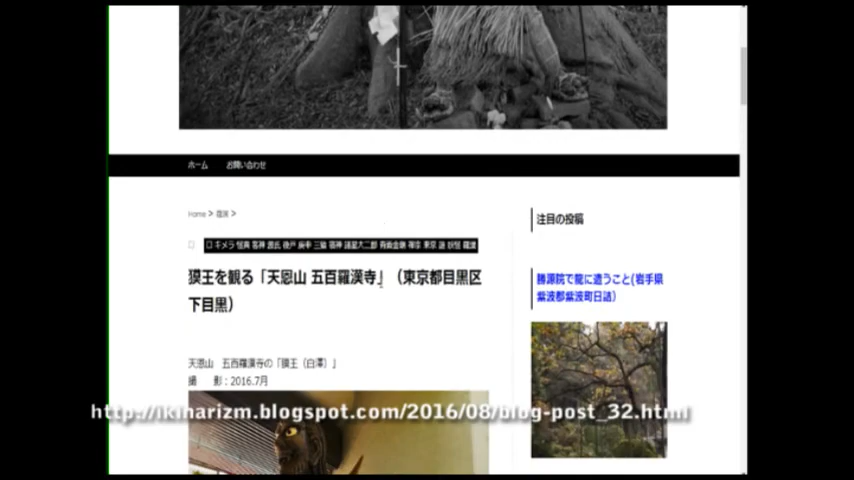 ホーム お問い合わせ
Home > 羅漢 >
注目の投稿
獏王を観る「天恩山 五百羅漢寺」（東京都目黒区
下目黒）
勝源院で龍に遭うこと(岩手県
紫波郡紫波町日詰）
天恩山 五百羅漢寺の「獏王（白澤）」
撮 影：2016.7月
http://ikinarizm.blogspot.com/2016/08/blog-post_32.html